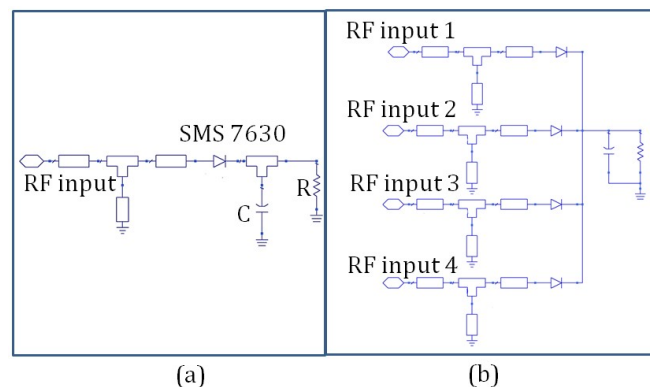 SMS 7630
RF input
R
C
(a)
RF input 1
RF input 2
RF input 3
RF input 4
(b)